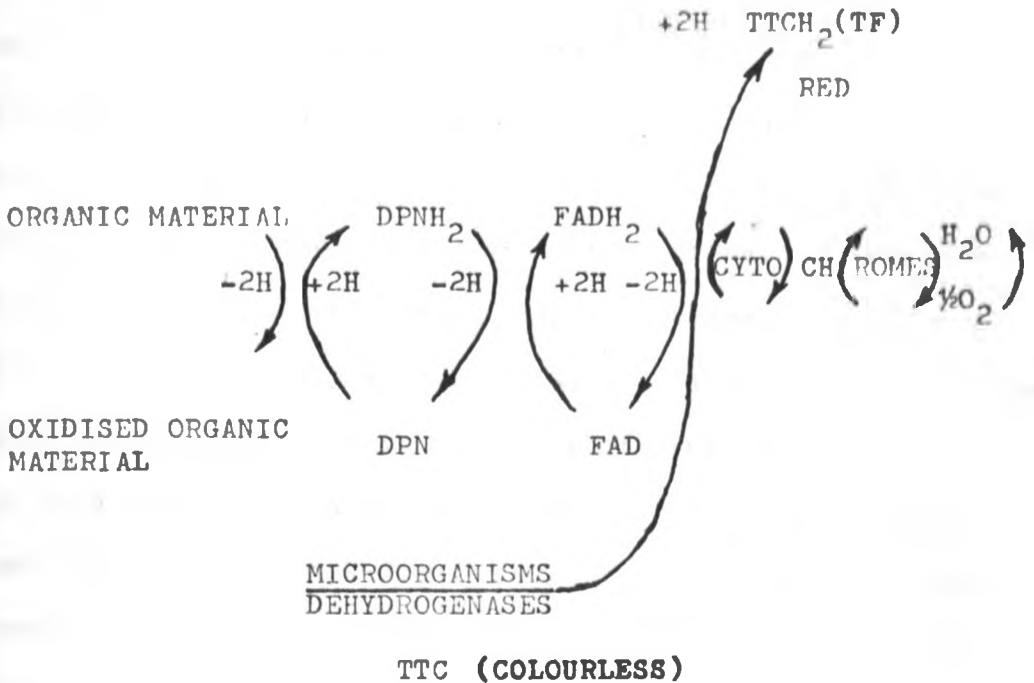 +2H TTCH2(TF)
RED
ORGANIC MATERIAL DPNH2 FADH2 H2O
-2H +2H -2H +2H -2H CYTO CH ROMES
½O2
OXIDISED ORGANIC
MATERIAL DPN FAD
MICROORGANISMS
DEHYDROGENASES
TTC (COLOURLESS)